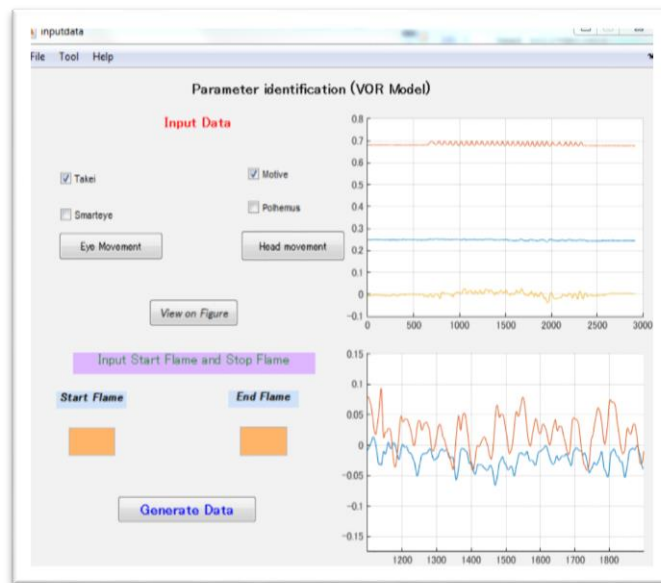 inputdata
File Tool Help
Parameter identification (VOR Model)
Input Data
Takei
Motive
Smarteye
Polhemus
Eye Movement
Head movement
View on Figure
Input Start Flame and Stop Flame
Start Flame
End Flame
Generate Data
0.8
0.7
0.6
0.5
0.4
0.3
0.2
0.1
0
-0.1
0 500 1000 1500 2000 2500 3000
0.15
0.1
0.05
0
-0.05
-0.1
-0.15
1200 1300 1400 1500 1600 1700 1800